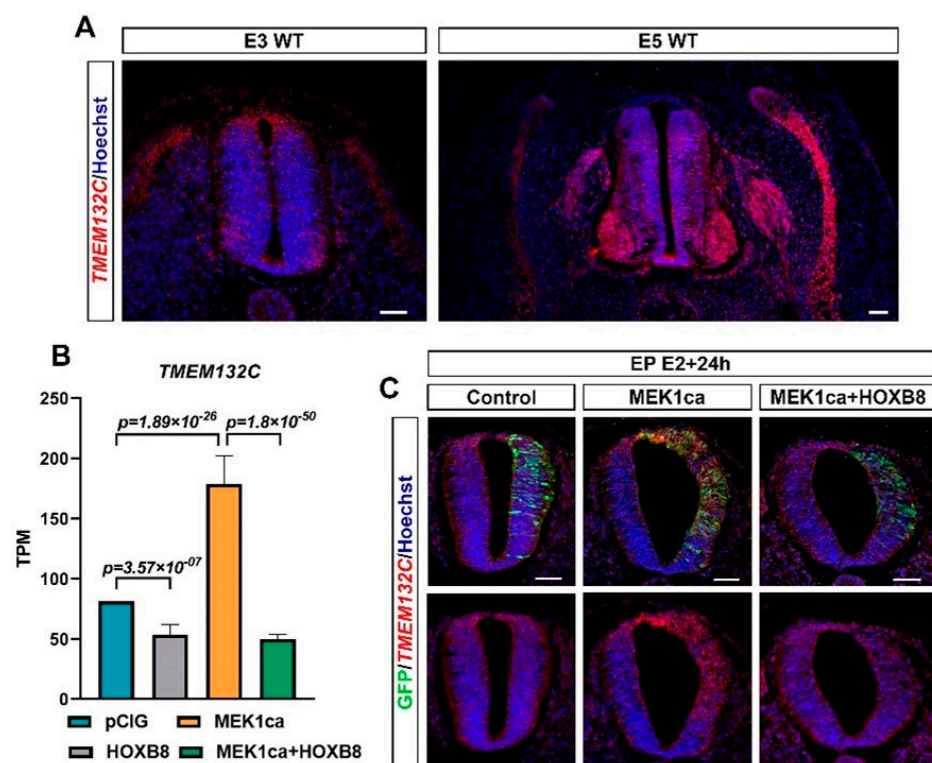 A
E3 WT
E5 WT
TMEM132C/Hoechst
B
TMEM132C
TPM
250
200
150
100
50
0
p=1.89×10⁻²⁶
p=1.8×10⁻⁵⁰
p=3.57×10⁻⁰⁷
pCIG
MEK1ca
HOXB8
MEK1ca+HOXB8
C
EP E2+24h
Control
MEK1ca
MEK1ca+HOXB8
GFP/TMEM132C/Hoechst